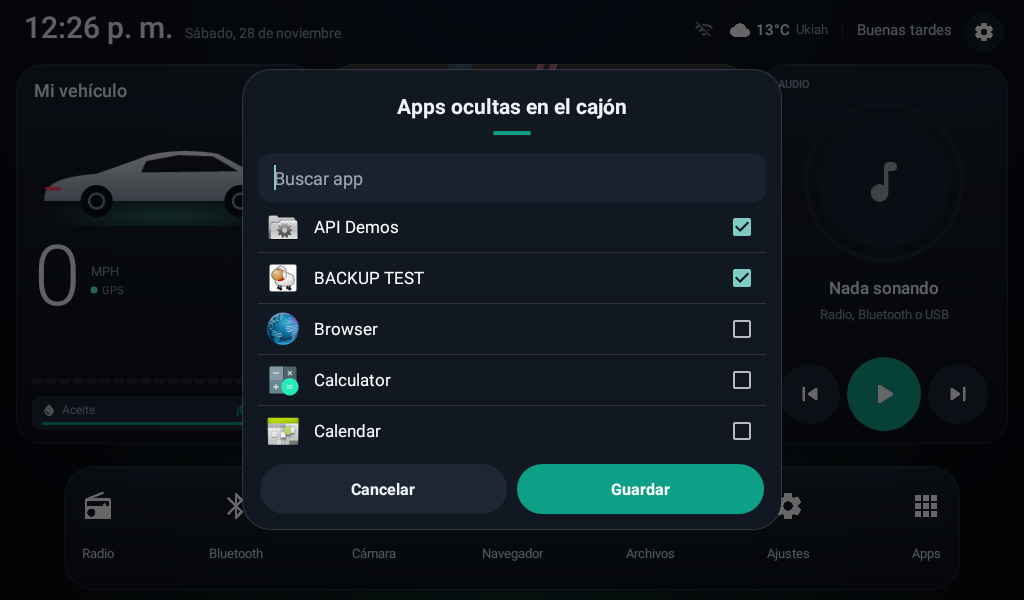 12:26 p. m. Sábado, 28 de noviembre
13°C Ukiah
Buenas tardes
Mi vehículo
AUDIO
Apps ocultas en el cajón
Buscar app
API Demos
BACKUP TEST
Browser
Calculator
Calendar
Cancelar
Guardar
0
MPH
GPS
Aceite
Nada sonando
Radio, Bluetooth o USB
Radio
Bluetooth
Cámara
Navegador
Archivos
Ajustes
Apps